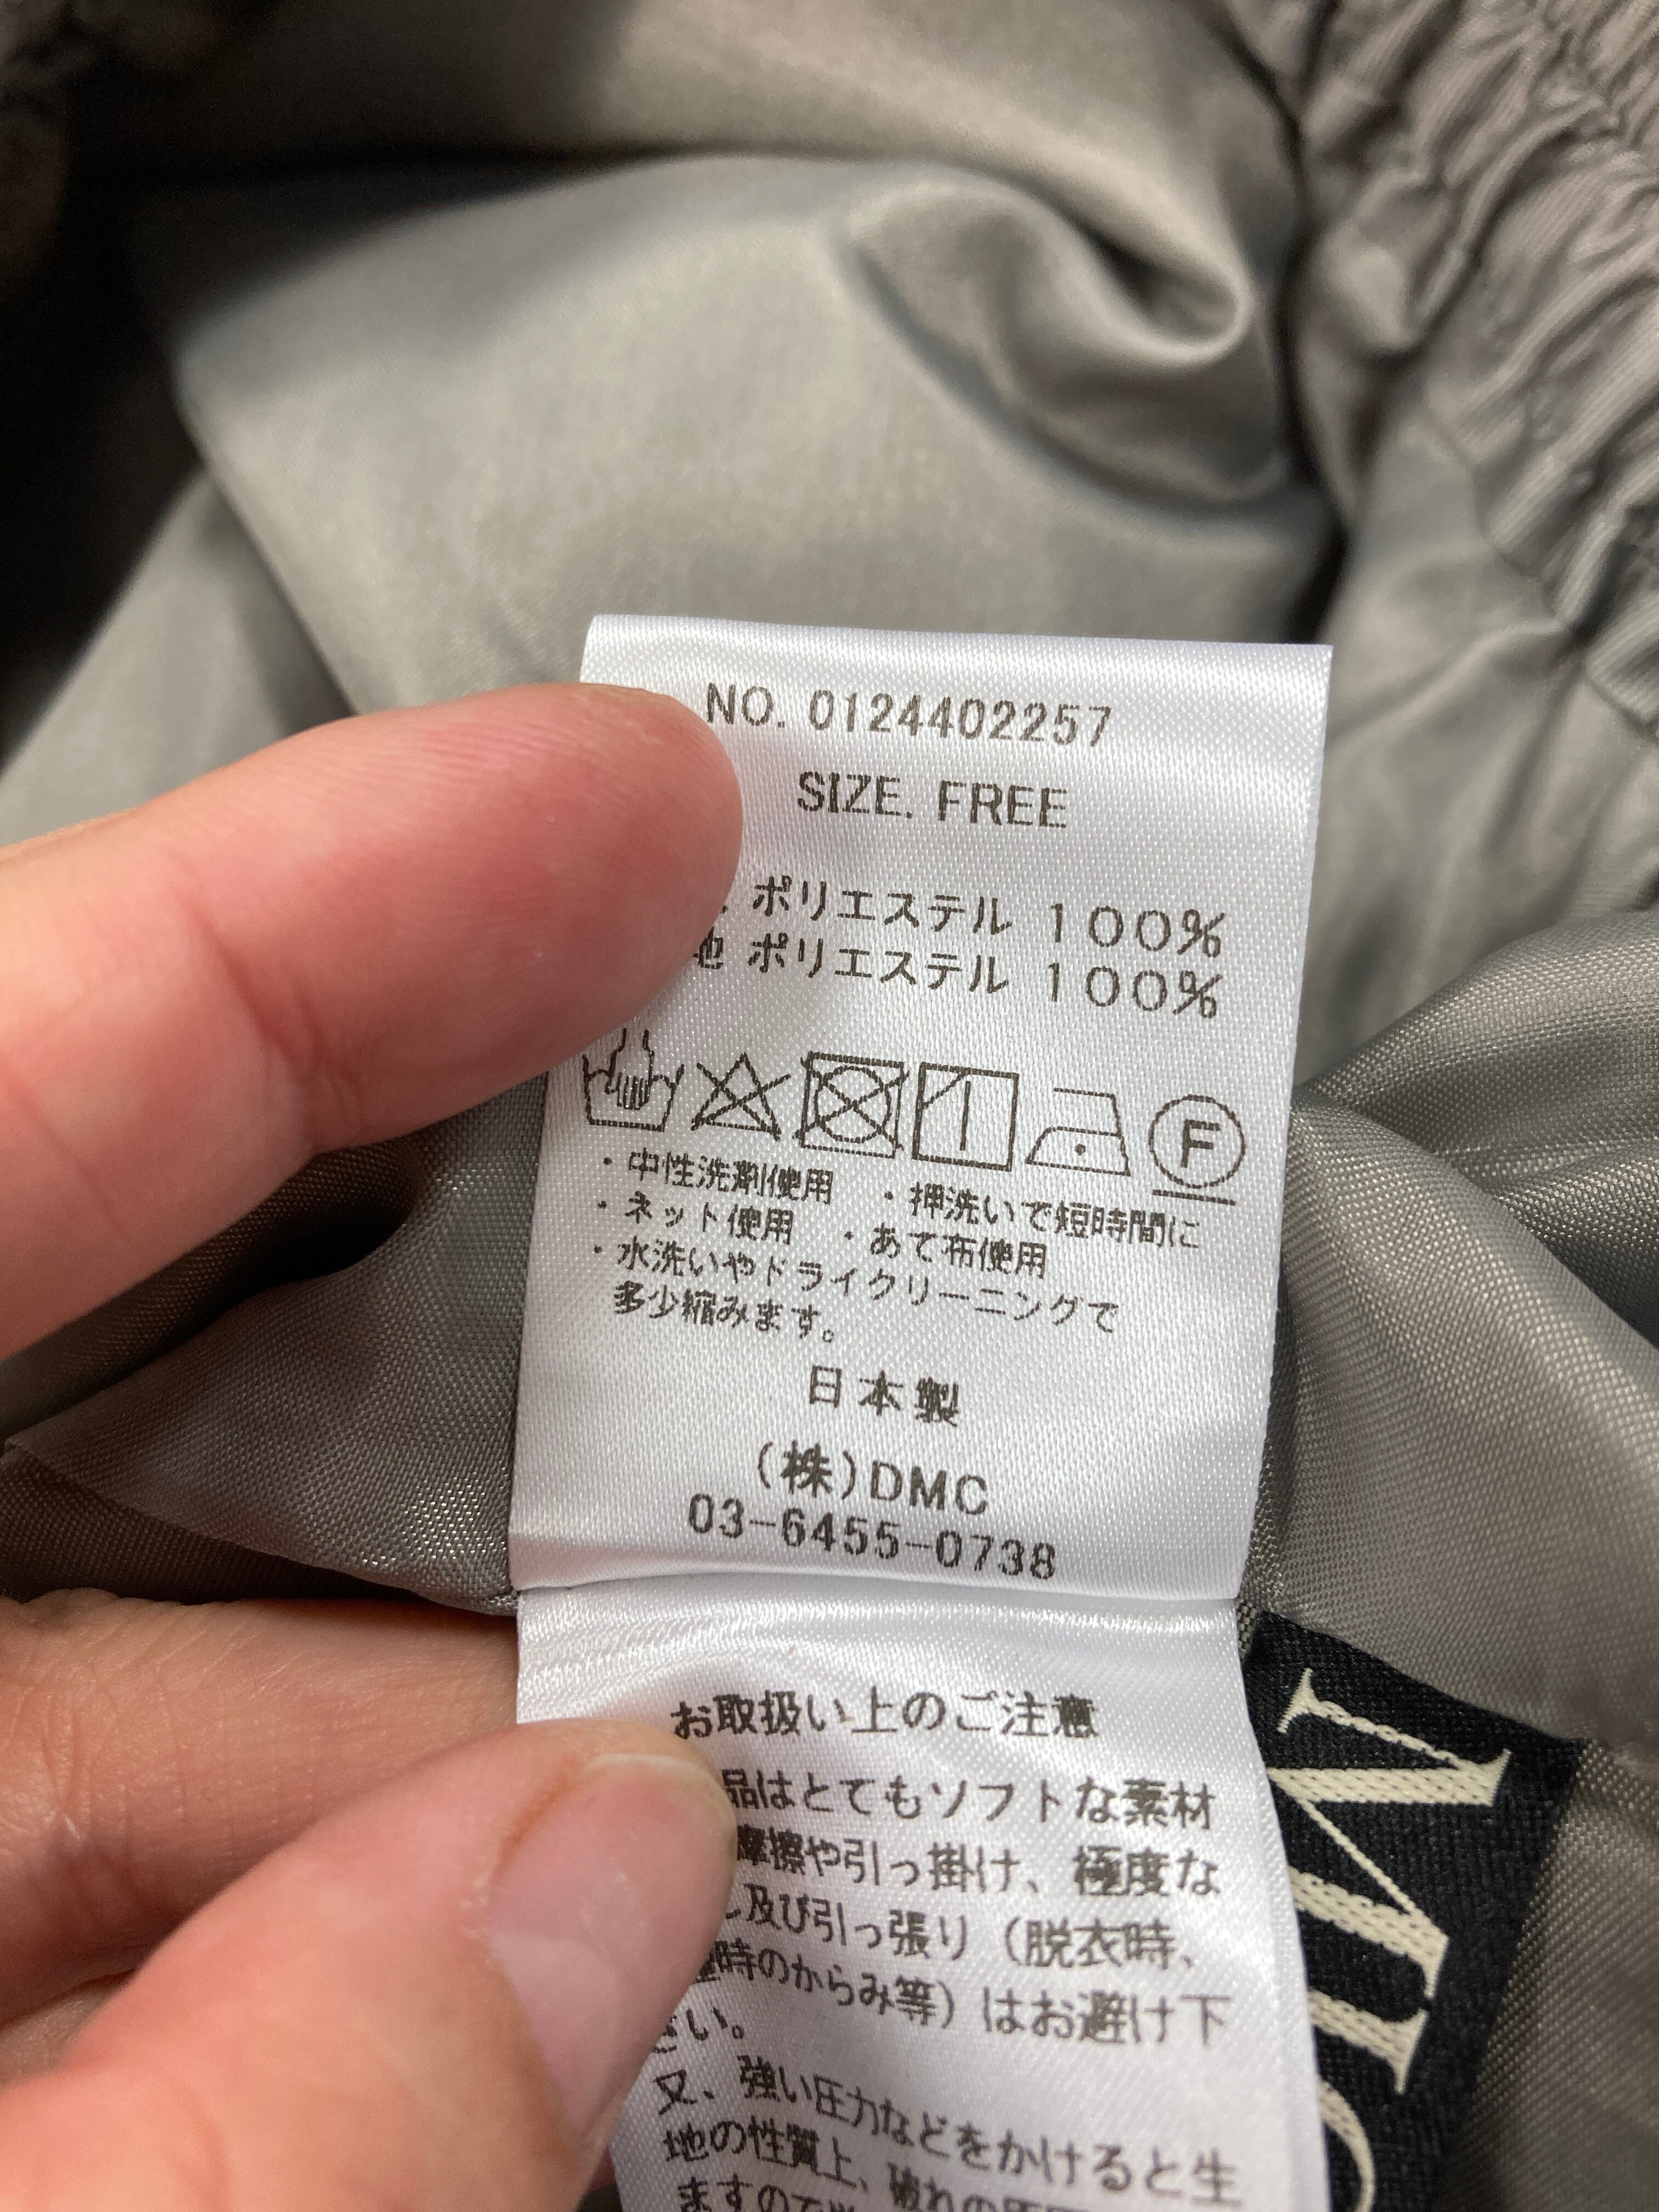 NO. 0124402257
SIZE. FREE
ポリエステル 100%
地 ポリエステル 100%
F
・中性洗剤使用 ・押洗いで短時間に
・ネット使用 ・あて布使用
・水洗いやドライクリーニングで
多少縮みます。
日本製
(株)DMC
03-6455-0738
お取扱い上のご注意
品はとてもソフトな素材
摩擦や引っ掛け、極度な
し及び引っ張り（脱衣時、
時のからみ等）はお避け下
さい。
又、強い圧力などをかけると生
地の性質上、破れの原因
ますので